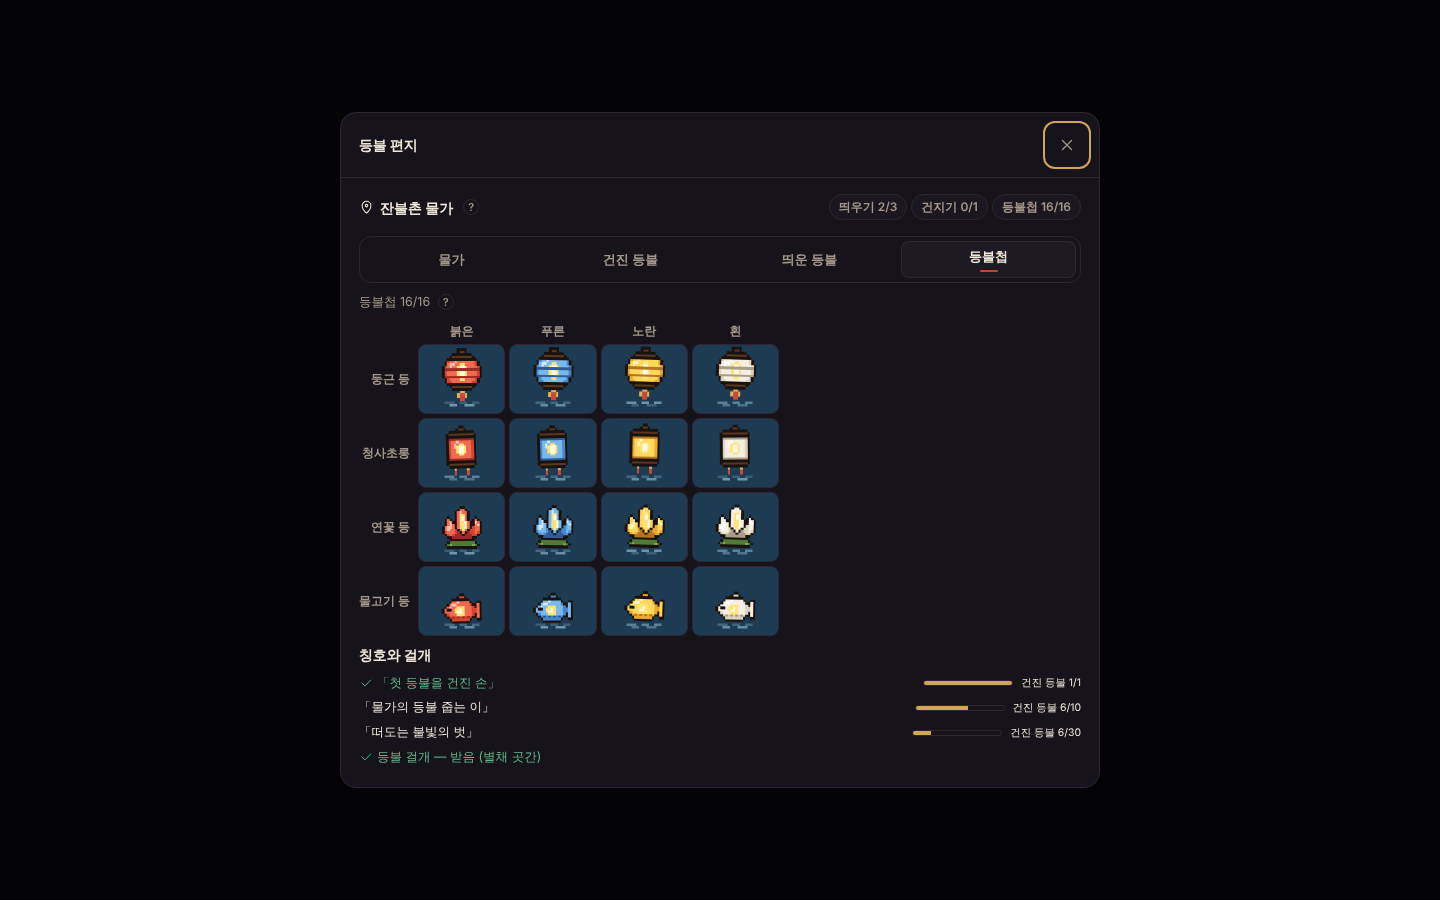 등불 편지
잔불촌 물가 ?
띄우기 2/3 건지기 0/1 등불첩 16/16
물가 건진 등불 띄운 등불 등불첩
등불첩 16/16 ?
붉은 푸른 노란 흰
둥근 등
청사초롱
연꽃 등
물고기 등
칭호와 걸개
「첫 등불을 건진 손」 건진 등불 1/1
「물가의 등불 줍는 이」 건진 등불 6/10
「떠도는 불빛의 벗」 건진 등불 6/30
등불 걸개 — 받음 (별채 곳간)